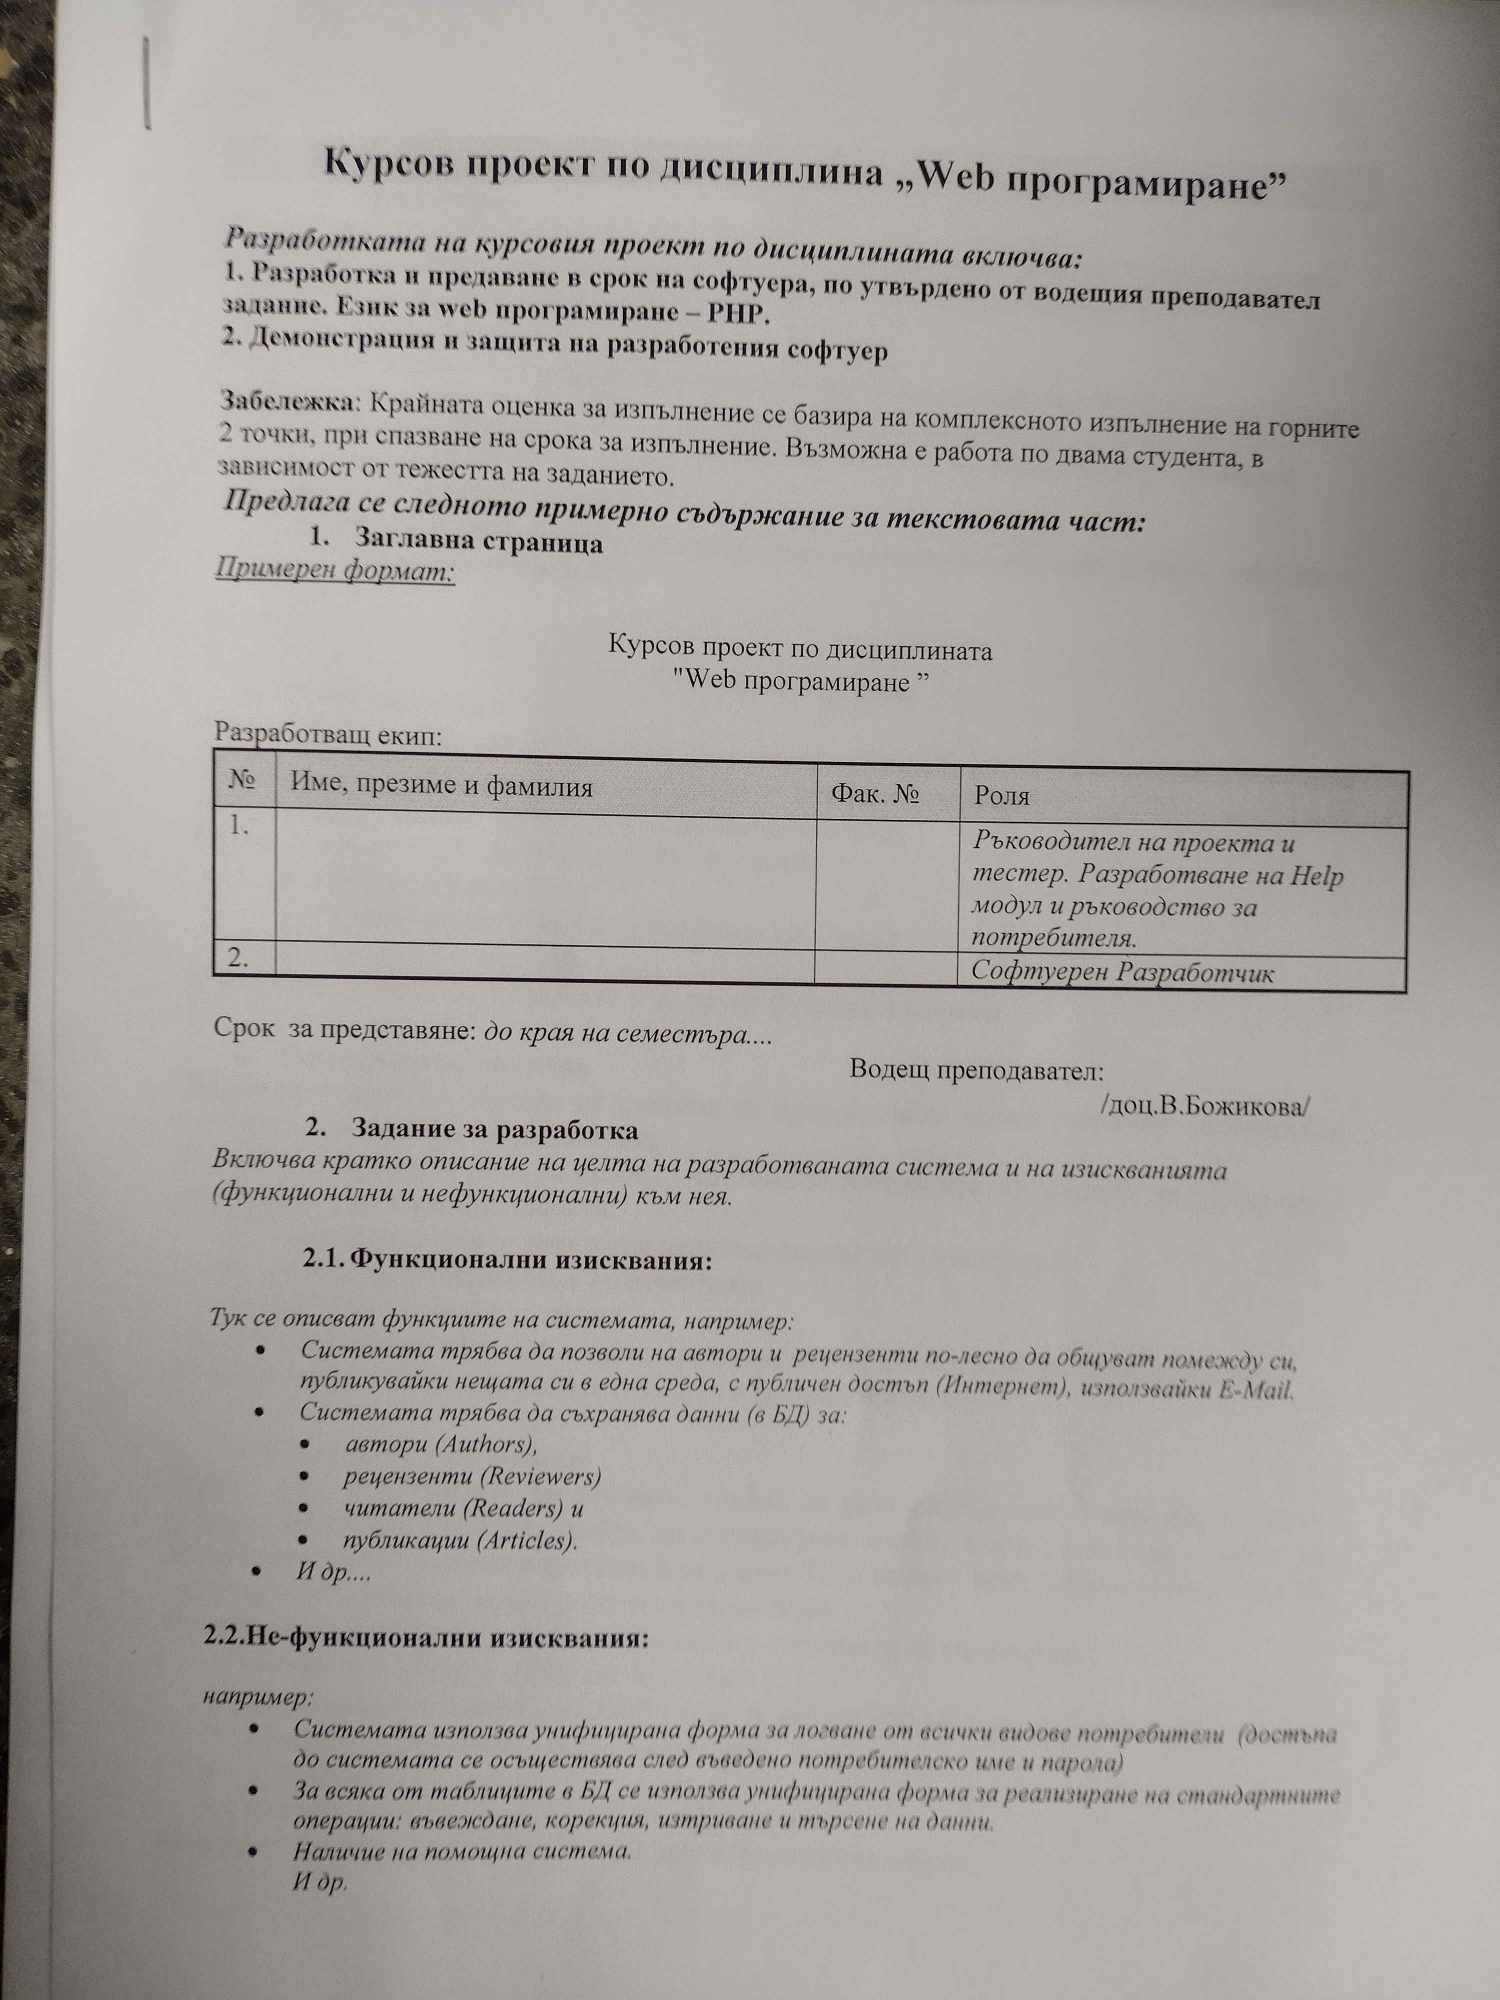 Курсов проект по дисциплина „Web програмиране”
Разработката на курсовия проект по дисциплината включва:
1. Разработка и предаване в срок на софтуера, по утвърдено от водещия преподавател
задание. Език за web програмиране – PHP.
2. Демонстрация и защита на разработения софтуер
Забележка: Крайната оценка за изпълнение се базира на комплексното изпълнение на горните
2 точки, при спазване на срока за изпълнение. Възможна е работа по двама студента, в
зависимост от тежестта на заданието.
Предлага се следното примерно съдържание за текстовата част:
1. Заглавна страница
Примерен формат:
Курсов проект по дисциплината
"Web програмиране ”
Разработващ екип:
№ Име, презиме и фамилия Фак. № Роля
1. Ръководител на проекта и
тестер. Разработване на Help
модул и ръководство за
потребителя.
2. Софтуерен Разработчик
Срок за представяне: до края на семестъра....
Водещ преподавател:
/доц.В.Божикова/
2. Задание за разработка
Включва кратко описание на целта на разработваната система и на изискванията
(функционални и нефункционални) към нея.
2.1. Функционални изисквания:
Тук се описват функциите на системата, например:
• Системата трябва да позволи на автори и рецензенти по-лесно да общуват помежду си,
публикувайки нещата си в една среда, с публичен достъп (Интернет), използвайки E-Mail.
• Системата трябва да съхранява данни (в БД) за:
• автори (Authors),
• рецензенти (Reviewers)
• читатели (Readers) и
• публикации (Articles).
• И др....
2.2.Не-функционални изисквания:
например:
• Системата използва унифицирана форма за логване от всички видове потребители (достъпа
до системата се осъществява след въведено потребителско име и парола)
• За всяка от таблиците в БД се използва унифицирана форма за реализиране на стандартните
операции: въвеждане, корекция, изтриване и търсене на данни.
• Наличие на помощна система.
И др.